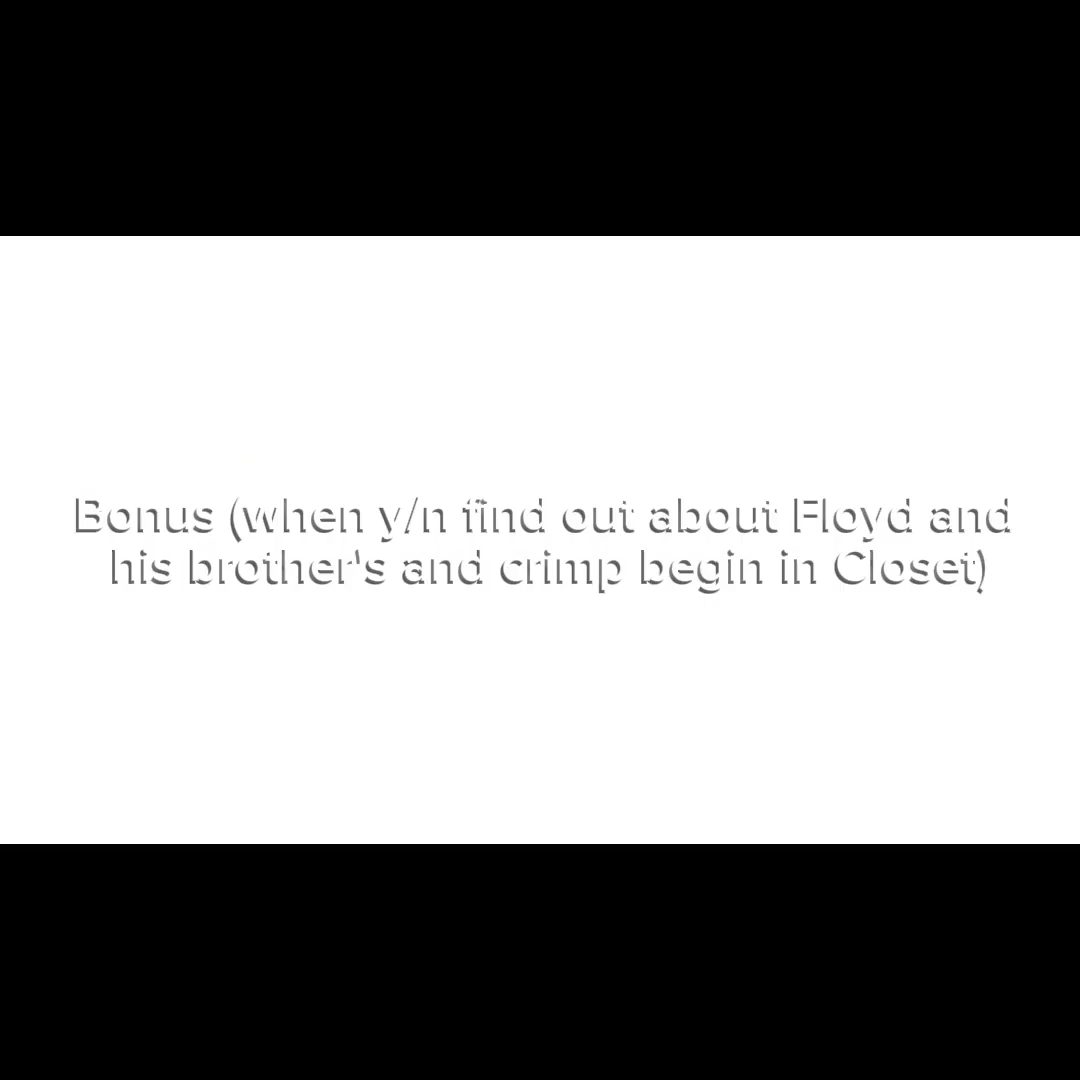 Bonus (when y/n find out about Floyd and
his brother's and crimp begin in Closet)